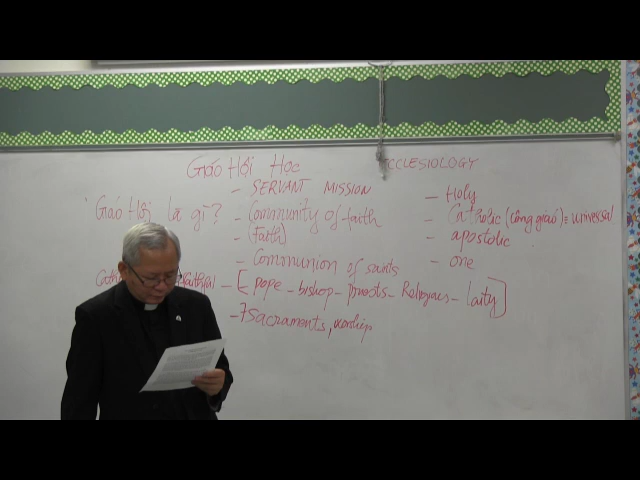 Giáo Hội Học ECCLESIOLOGY
- SERVANT MISSION
Giáo Hội là gì?
- Community of faith
- (Faith)
- Communion of saints
- Holy
- Catholic (Công giáo) = universal
- apostolic
- one
- [pope - bishop - priests - Religious - laity]
- 7 Sacraments, worship